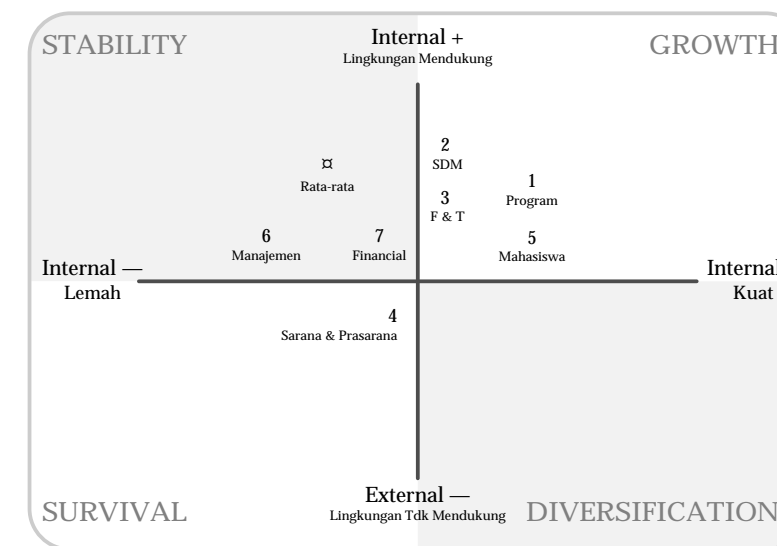 STABILITY
Internal +
Lingkungan Mendukung
GROWTH
2
SDM
¤
Rata-rata
1
Program
3
F & T
6
Manajemen
7
Financial
5
Mahasiswa
Internal —
Lemah
Internal
Kuat
4
Sarana & Prasarana
External —
Lingkungan Tdk Mendukung
SURVIVAL
DIVERSIFICATION